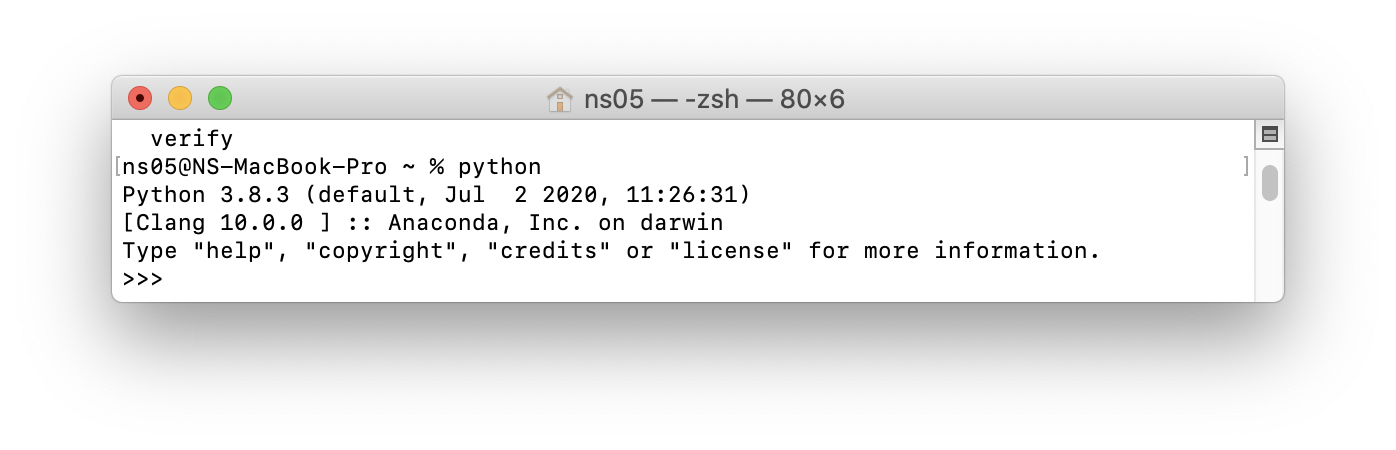 ns05 — -zsh — 80×6
verify
[ns05@NS-MacBook-Pro ~ % python ]
Python 3.8.3 (default, Jul  2 2020, 11:26:31)
[Clang 10.0.0 ] :: Anaconda, Inc. on darwin
Type "help", "copyright", "credits" or "license" for more information.
>>>